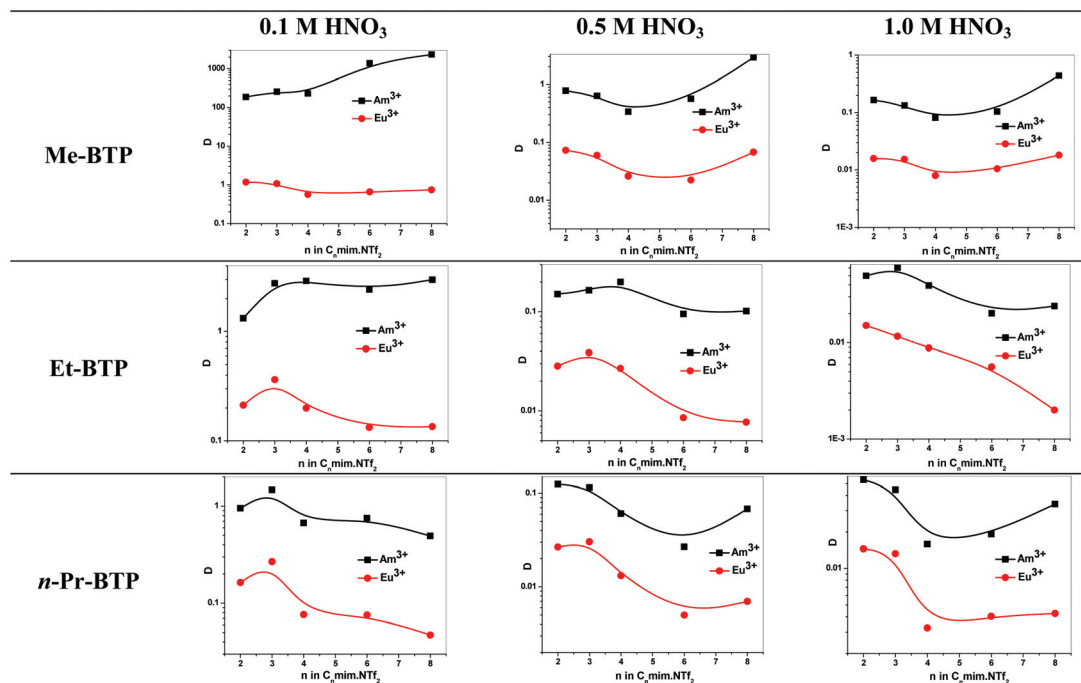 0.1 M HNO3 0.5 M HNO3 1.0 M HNO3
Me-BTP
D
1000
100
10
1
0.1
Am3+
Eu3+
2 3 4 5 6 7 8
n in Cnmim.NTf2
D
1
0.1
0.01
Am3+
Eu3+
2 3 4 5 6 7 8
n in Cnmim.NTf2
D
1
0.1
0.01
1E-3
Am3+
Eu3+
2 3 4 5 6 7 8
n in Cnmim.NTf2
Et-BTP
D
1
0.1
Am3+
Eu3+
2 3 4 5 6 7 8
n in Cnmim.NTf2
D
0.1
0.01
Am3+
Eu3+
2 3 4 5 6 7 8
n in Cnmim.NTf2
D
0.01
1E-3
Am3+
Eu3+
2 3 4 5 6 7 8
n in Cnmim.NTf2
n-Pr-BTP
D
1
0.1
Am3+
Eu3+
2 3 4 5 6 7 8
n in Cnmim.NTf2
D
0.1
0.01
Am3+
Eu3+
2 3 4 5 6 7 8
n in Cnmim.NTf2
D
0.01
Am3+
Eu3+
2 3 4 5 6 7 8
n in Cnmim.NTf2